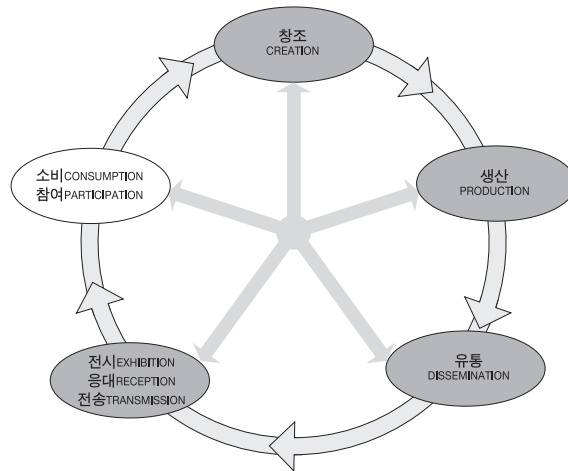 창조
CREATION
생산
PRODUCTION
유통
DISSEMINATION
전시EXHIBITION
응대RECEPTION
전송TRANSMISSION
소비CONSUMPTION
참여PARTICIPATION